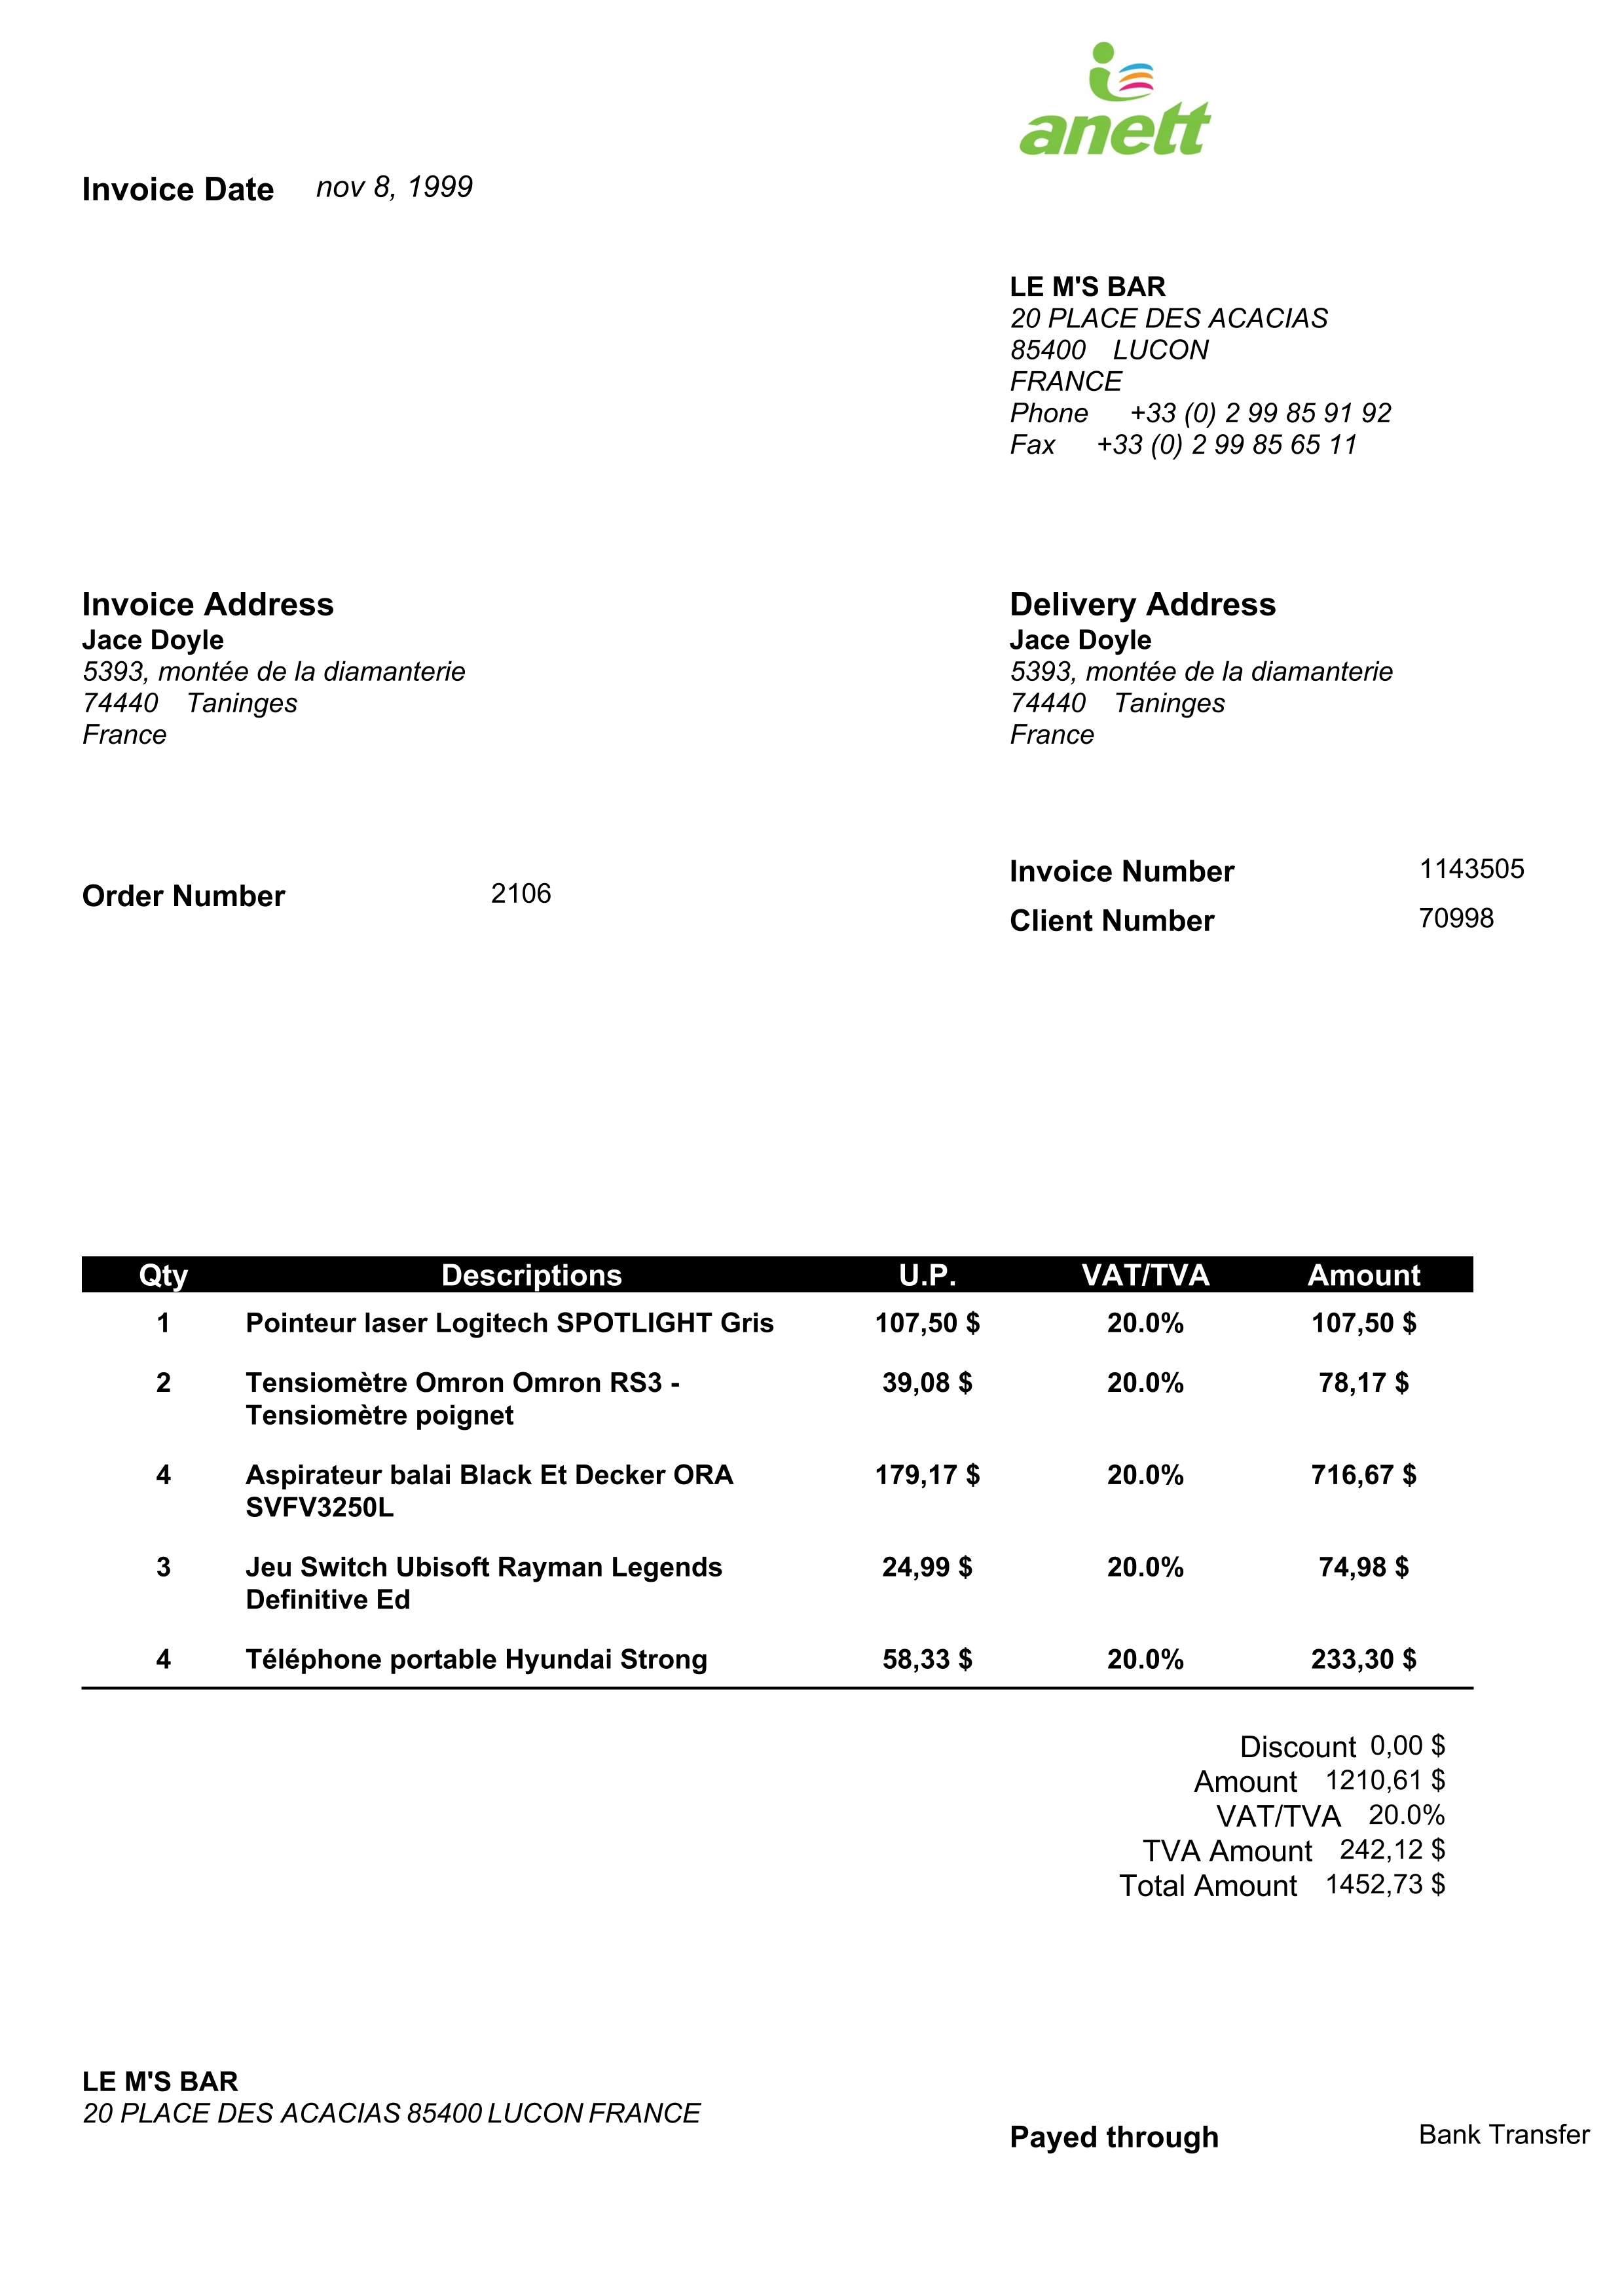 anett
Invoice Date nov 8, 1999
LE M'S BAR
20 PLACE DES ACACIAS
85400 LUCON
FRANCE
Phone +33 (0) 2 99 85 91 92
Fax +33 (0) 2 99 85 65 11
Invoice Address
Jace Doyle
5393, montée de la diamanterie
74440 Taninges
France
Delivery Address
Jace Doyle
5393, montée de la diamanterie
74440 Taninges
France
Order Number 2106
Invoice Number 1143505
Client Number 70998
Qty Descriptions U.P. VAT/TVA Amount
1 Pointeur laser Logitech SPOTLIGHT Gris 107,50 $ 20.0% 107,50 $
2 Tensiomètre Omron Omron RS3 - 39,08 $ 20.0% 78,17 $
Tensiomètre poignet
4 Aspirateur balai Black Et Decker ORA 179,17 $ 20.0% 716,67 $
SVFV3250L
3 Jeu Switch Ubisoft Rayman Legends 24,99 $ 20.0% 74,98 $
Definitive Ed
4 Téléphone portable Hyundai Strong 58,33 $ 20.0% 233,30 $
Discount 0,00 $
Amount 1210,61 $
VAT/TVA 20.0%
TVA Amount 242,12 $
Total Amount 1452,73 $
LE M'S BAR
20 PLACE DES ACACIAS 85400 LUCON FRANCE
Payed through Bank Transfer